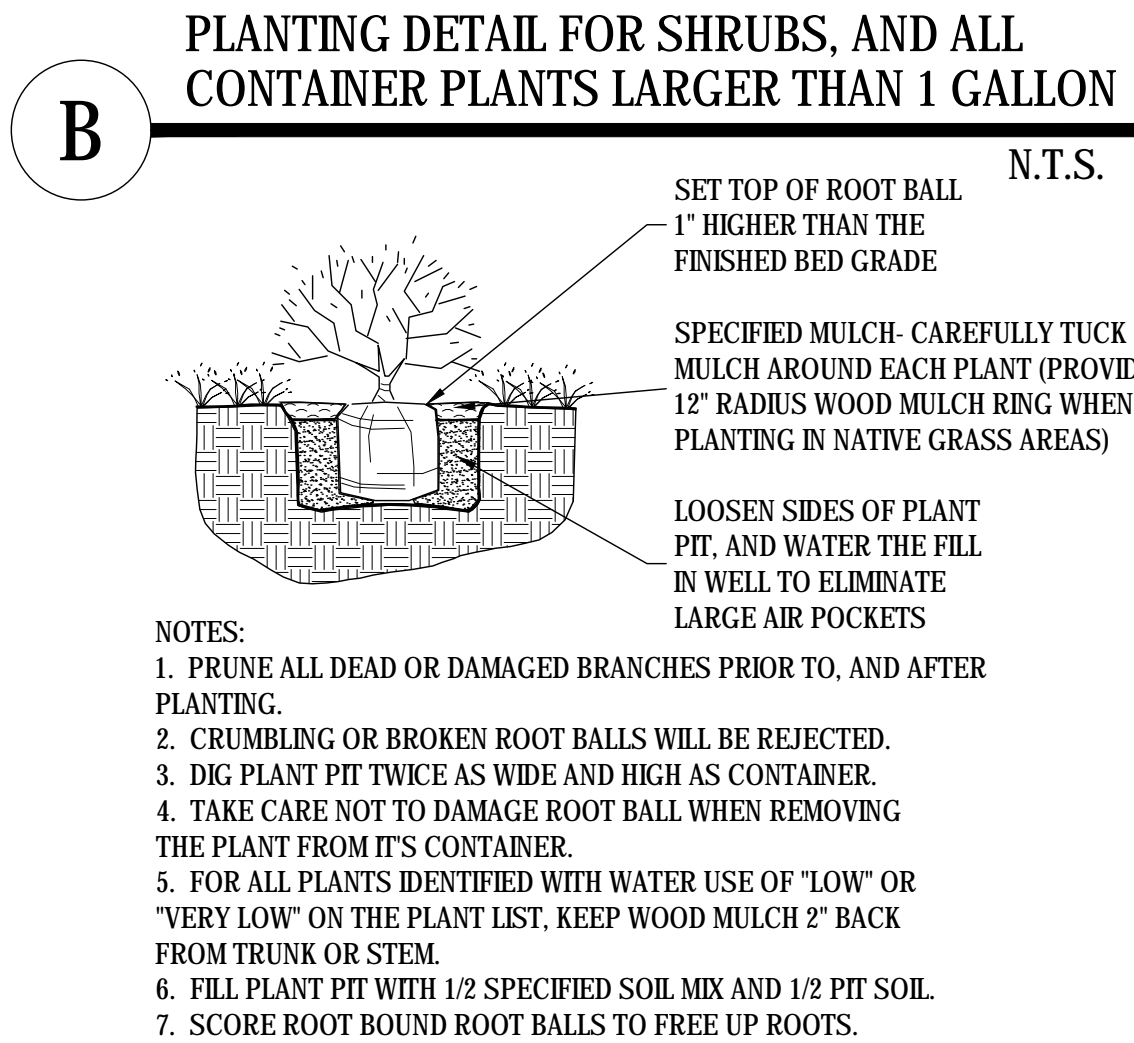 PLANTING DETAIL FOR SHRUBS, AND ALL
CONTAINER PLANTS LARGER THAN 1 GALLON
B
N.T.S.
SET TOP OF ROOT BALL
1" HIGHER THAN THE
FINISHED BED GRADE
SPECIFIED MULCH- CAREFULLY TUCK
MULCH AROUND EACH PLANT (PROVID
12" RADIUS WOOD MULCH RING WHEN
PLANTING IN NATIVE GRASS AREAS)
LOOSEN SIDES OF PLANT
PIT, AND WATER THE FILL
IN WELL TO ELIMINATE
LARGE AIR POCKETS
NOTES:
1. PRUNE ALL DEAD OR DAMAGED BRANCHES PRIOR TO, AND AFTER
PLANTING.
2. CRUMBLING OR BROKEN ROOT BALLS WILL BE REJECTED.
3. DIG PLANT PIT TWICE AS WIDE AND HIGH AS CONTAINER.
4. TAKE CARE NOT TO DAMAGE ROOT BALL WHEN REMOVING
THE PLANT FROM IT'S CONTAINER.
5. FOR ALL PLANTS IDENTIFIED WITH WATER USE OF "LOW" OR
"VERY LOW" ON THE PLANT LIST, KEEP WOOD MULCH 2" BACK
FROM TRUNK OR STEM.
6. FILL PLANT PIT WITH 1/2 SPECIFIED SOIL MIX AND 1/2 PIT SOIL.
7. SCORE ROOT BOUND ROOT BALLS TO FREE UP ROOTS.